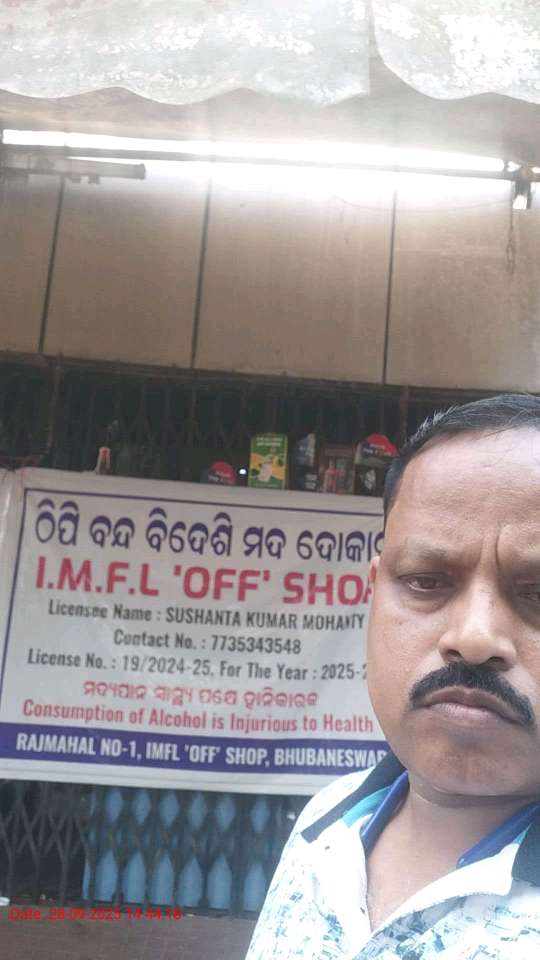 ଠିପି ବନ୍ଦ ବିଦେଶି ମଦ ଦୋକା
I.M.F.L 'OFF' SHO
Licensee Name : SUSHANTA KUMAR MOHANTY
Contact No. : 7735343548
License No. : 19/2024-25, For The Year : 2025-2
ମଦ୍ୟପାନ ସ୍ୱାସ୍ଥ୍ୟ ପକ୍ଷେ ହାନିକାରକ
Consumption of Alcohol is Injurious to Health
RAJMAHAL NO-1, IMFL 'OFF' SHOP, BHUBANESWAR
Date: 28-09-2025 14:44:18